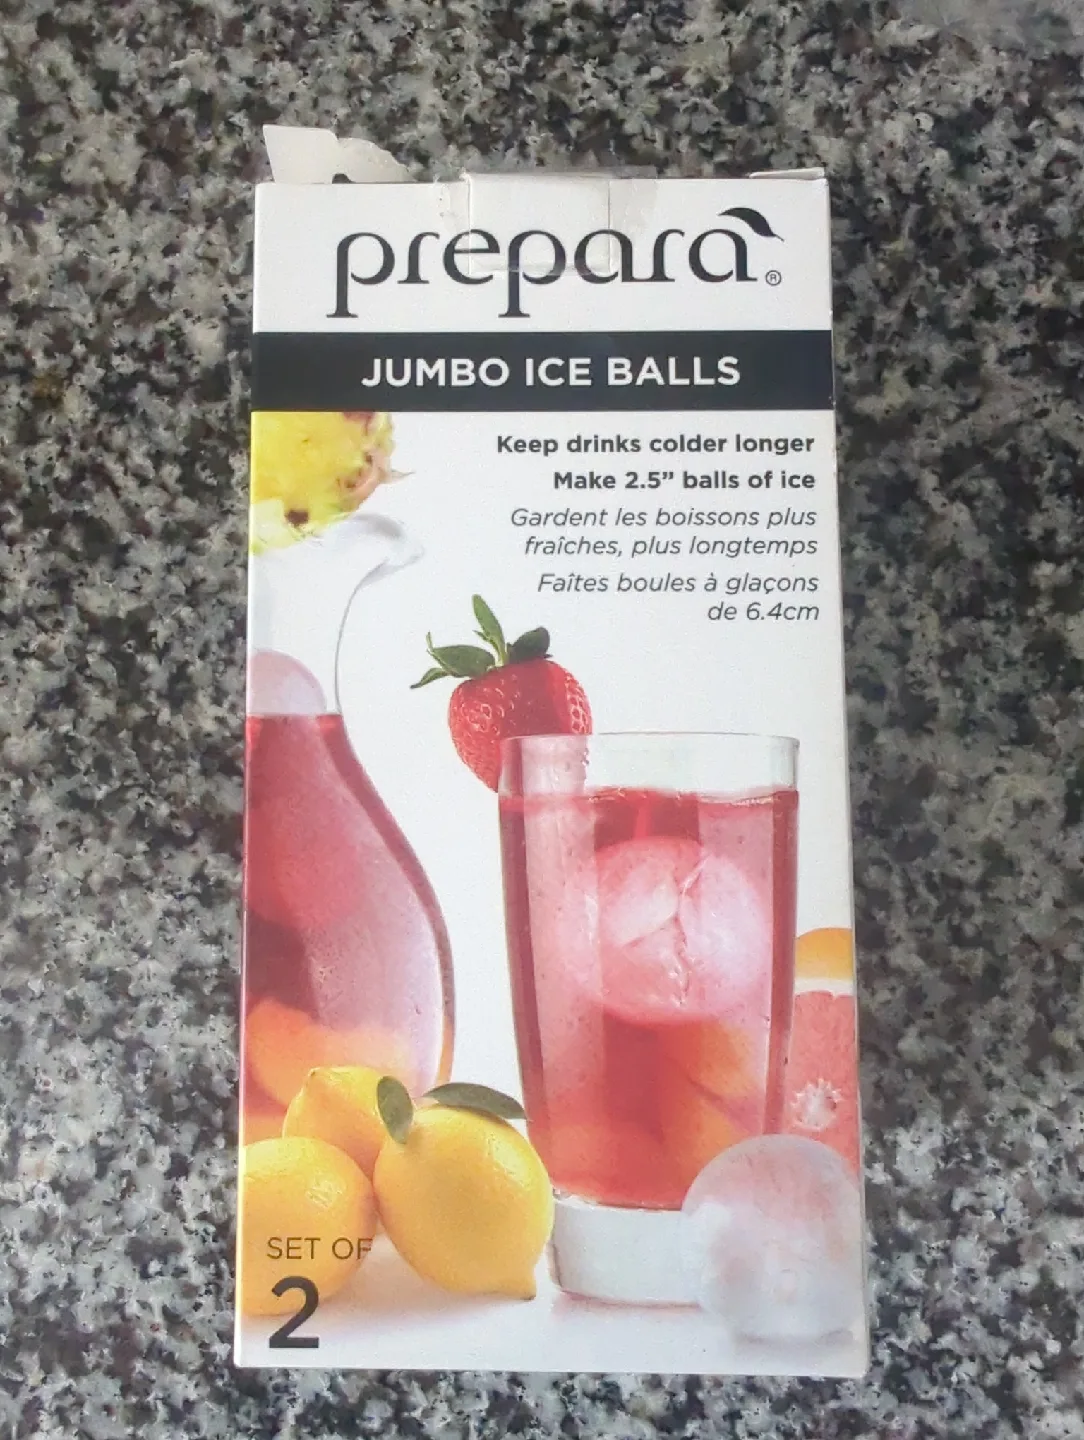 prepara®
JUMBO ICE BALLS
Keep drinks colder longer
Make 2.5” balls of ice
Gardent les boissons plus
fraîches, plus longtemps
Faîtes boules à glaçons
de 6.4cm
SET OF
2